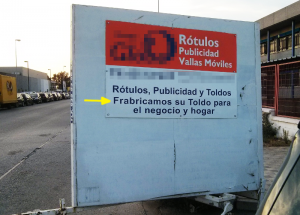 Rótulos
Publicidad
Vallas Móviles
Rótulos, Publicidad y Toldos
Frabricamos su Toldo para
el negocio y hogar